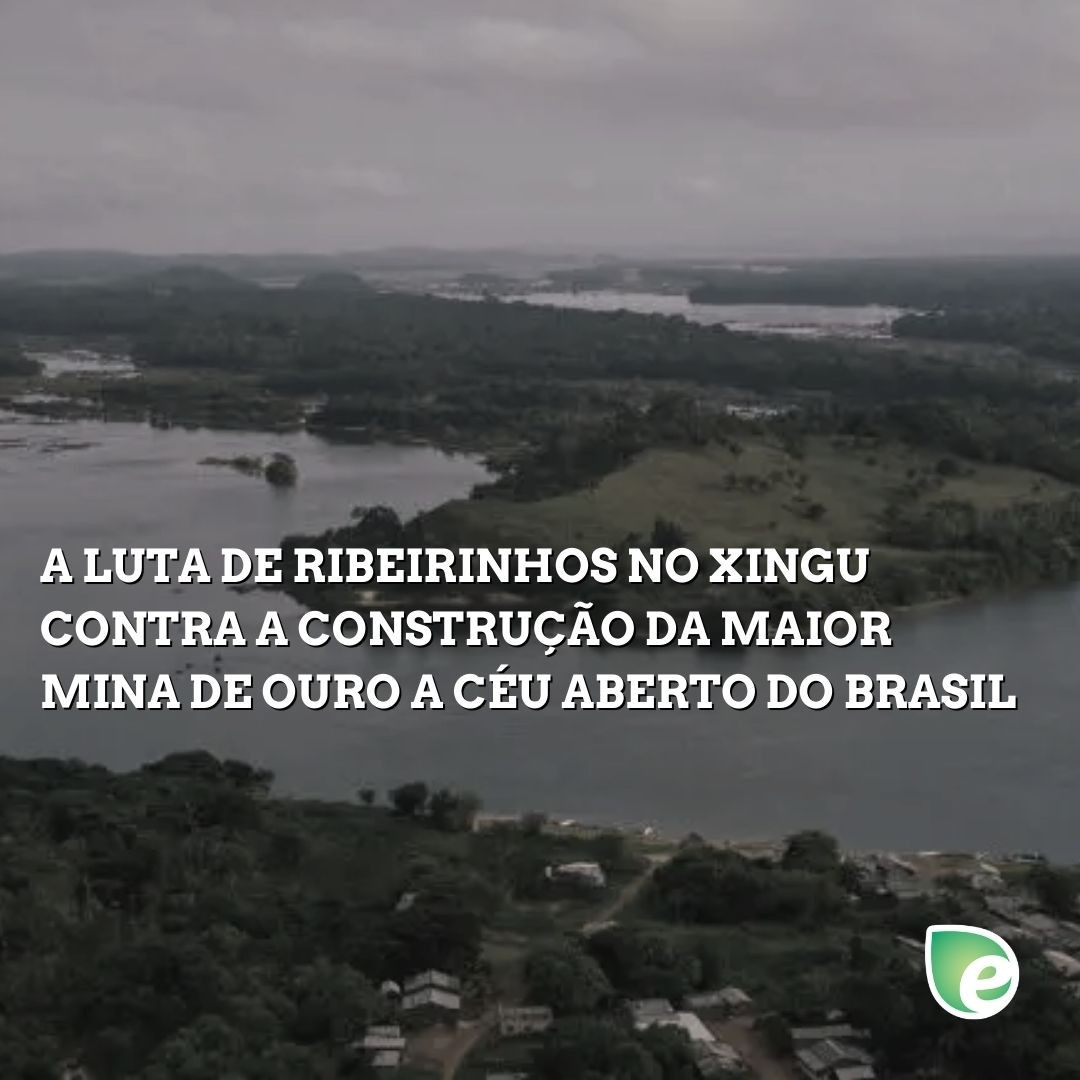 A LUTA DE RIBEIRINHOS NO XINGU
CONTRA A CONSTRUÇÃO DA MAIOR
MINA DE OURO A CÉU ABERTO DO BRASIL
e